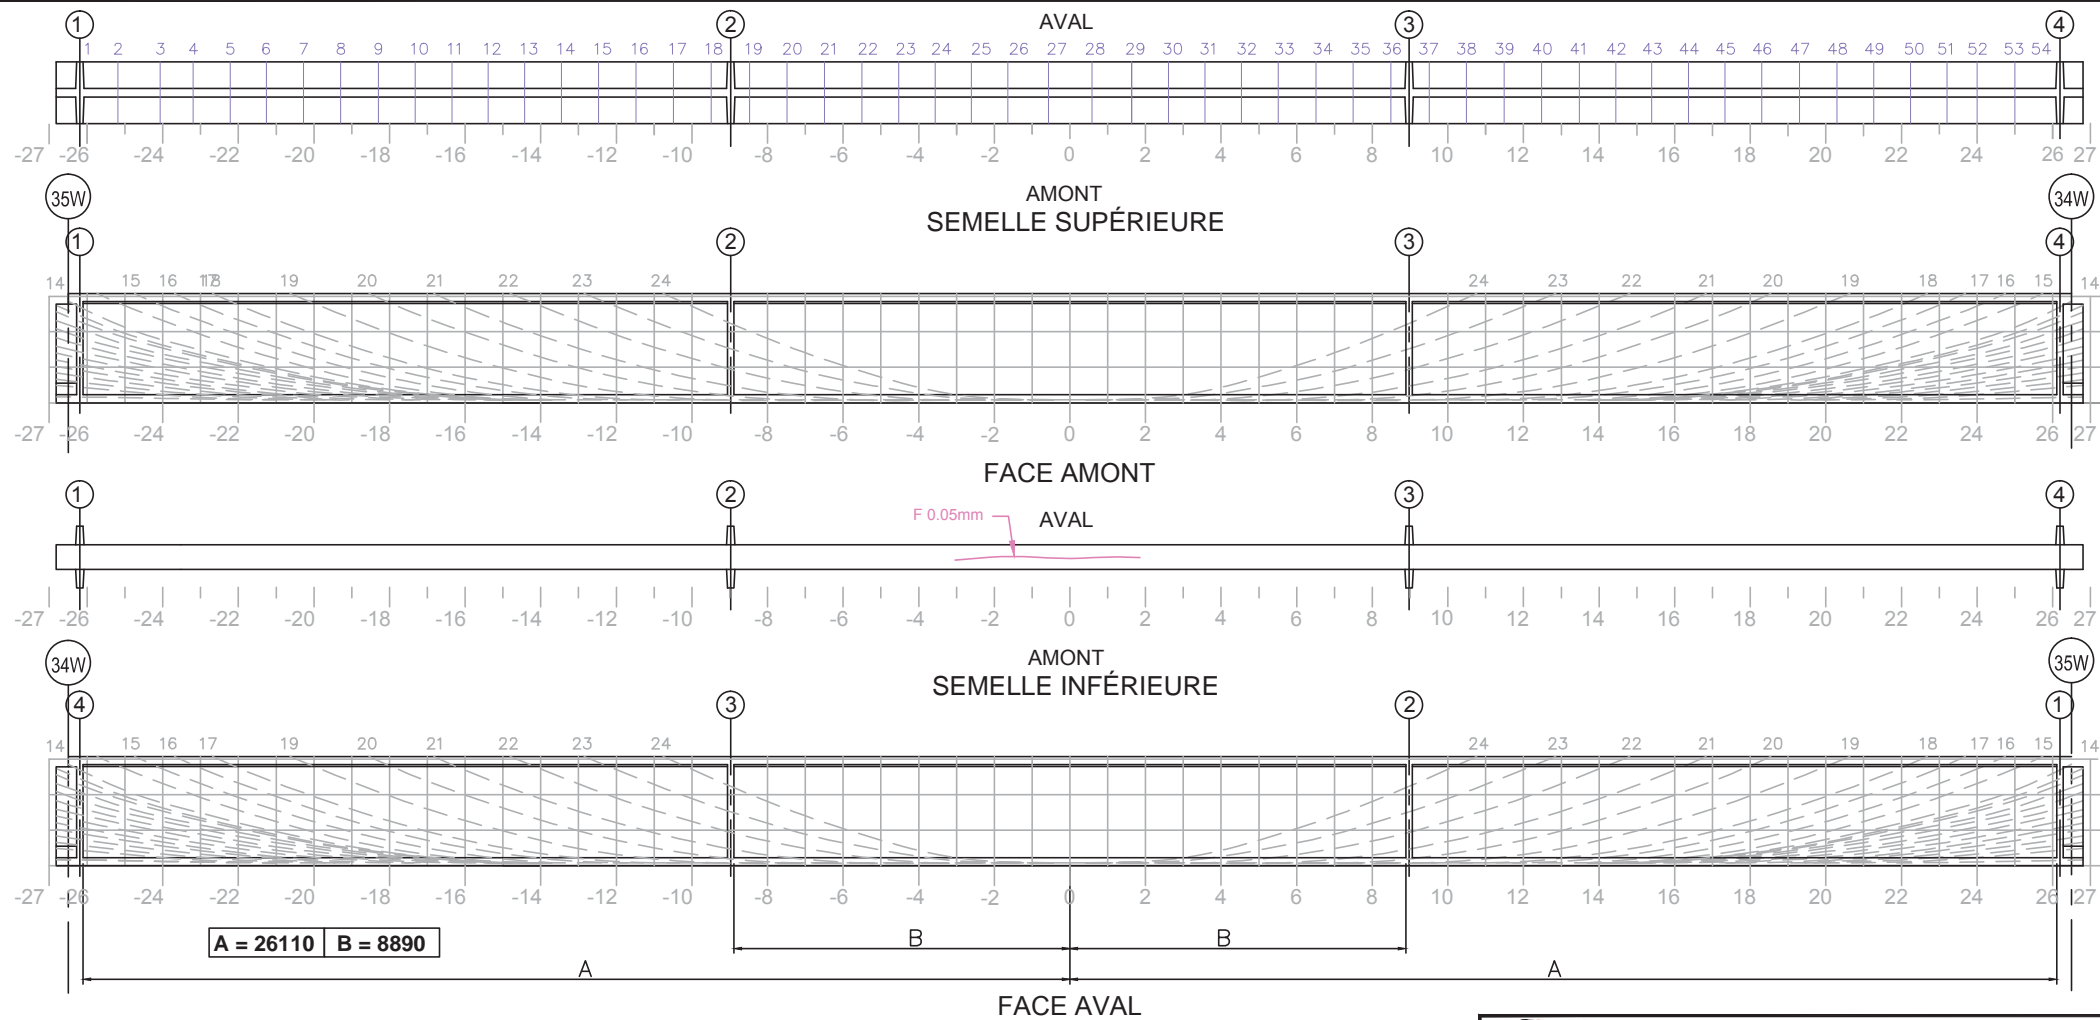 1 2 AVAL 3 4
1 2 3 4 5 6 7 8 9 10 11 12 13 14 15 16 17 18 19 20 21 22 23 24 25 26 27 28 29 30 31 32 33 34 35 36 37 38 39 40 41 42 43 44 45 46 47 48 49 50 51 52 53 54
-27 -26 -24 -22 -20 -18 -16 -14 -12 -10 -8 -6 -4 -2 0 2 4 6 8 10 12 14 16 18 20 22 24 26 27
35W AMONT 34W
SEMELLE SUPÉRIEURE
1 2 3 4
14 15 16 17 18 19 20 21 22 23 24 24 23 22 21 20 19 18 17 16 15 14
-27 -26 -24 -22 -20 -18 -16 -14 -12 -10 -8 -6 -4 -2 0 2 4 6 8 10 12 14 16 18 20 22 24 26 27
FACE AMONT
1 2 3 4
F 0.05mm AVAL
-27 -26 -24 -22 -20 -18 -16 -14 -12 -10 -8 -6 -4 -2 0 2 4 6 8 10 12 14 16 18 20 22 24 26 27
34W AMONT 35W
SEMELLE INFÉRIEURE
4 3 2 1
14 15 16 17 19 20 21 22 23 24 24 23 22 21 20 19 18 17 16 15 14
-27 -26 -24 -22 -20 -18 -16 -14 -12 -10 -8 -6 -4 -2 0 2 4 6 8 10 12 14 16 18 20 22 24 26 27
A = 26110 B = 8890 B B
A A
FACE AVAL